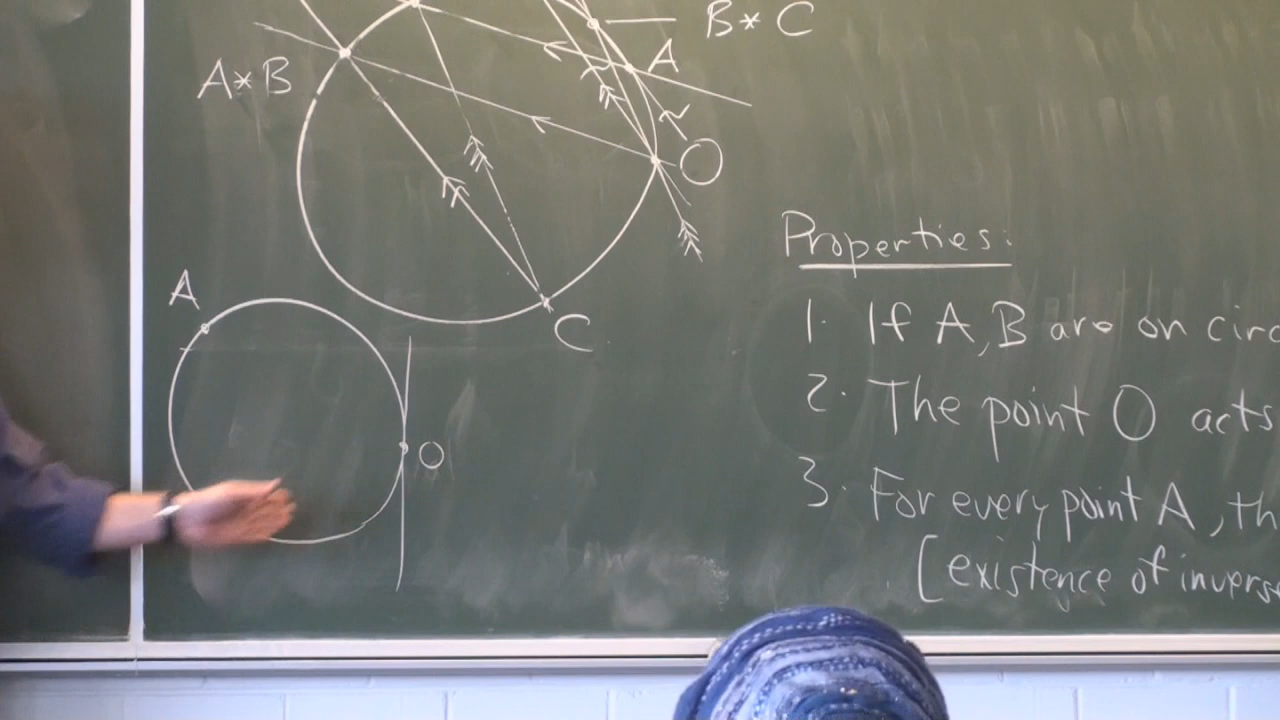 B * C
A
A * B
O
Properties:
A
1. If A, B are on circ
C
2. The point O acts
O
3. For every point A, th
[existence of inverse